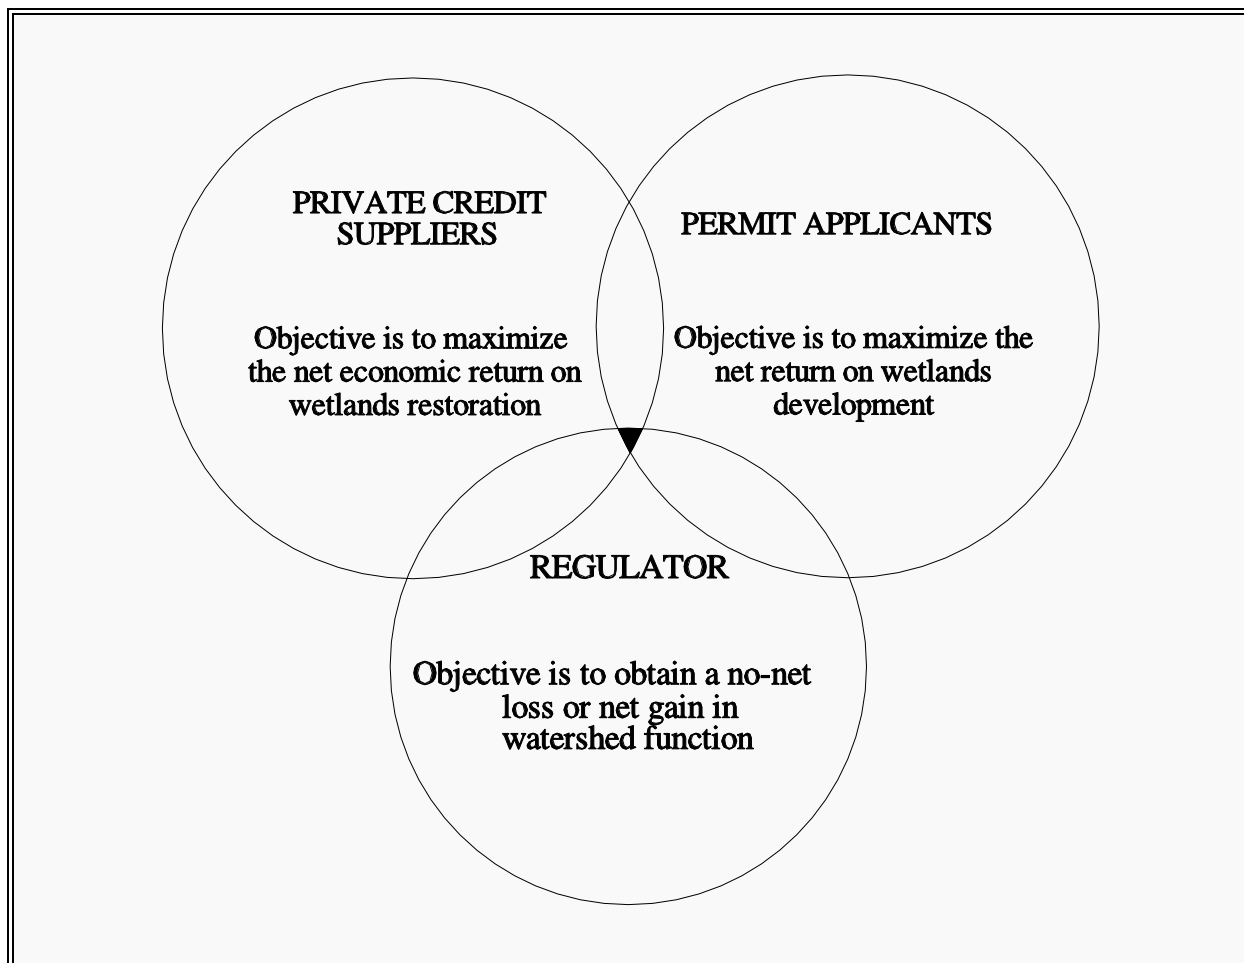 PRIVATE CREDIT
SUPPLIERS
Objective is to maximize
the net economic return on
wetlands restoration
PERMIT APPLICANTS
Objective is to maximize the
net return on wetlands
development
REGULATOR
Objective is to obtain a no-net
loss or net gain in
watershed function